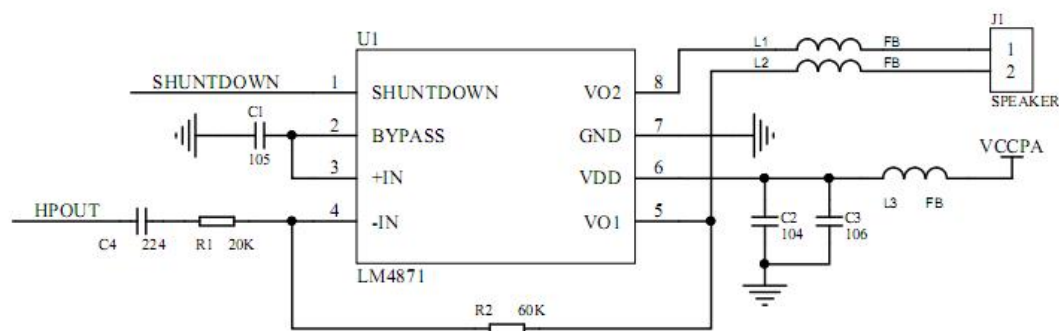 U1
J1
L1 FB 1
L2 FB 2
SPEAKER
SHUNTDOWN 1 SHUNTDOWN VO2 8
C1
105
2 BYPASS GND 7
3 +IN VDD 6
VCCPA
L3 FB
HPOUT 4 -IN VO1 5
C4 224 R1 20K
C2
104
C3
106
LM4871
R2 60K